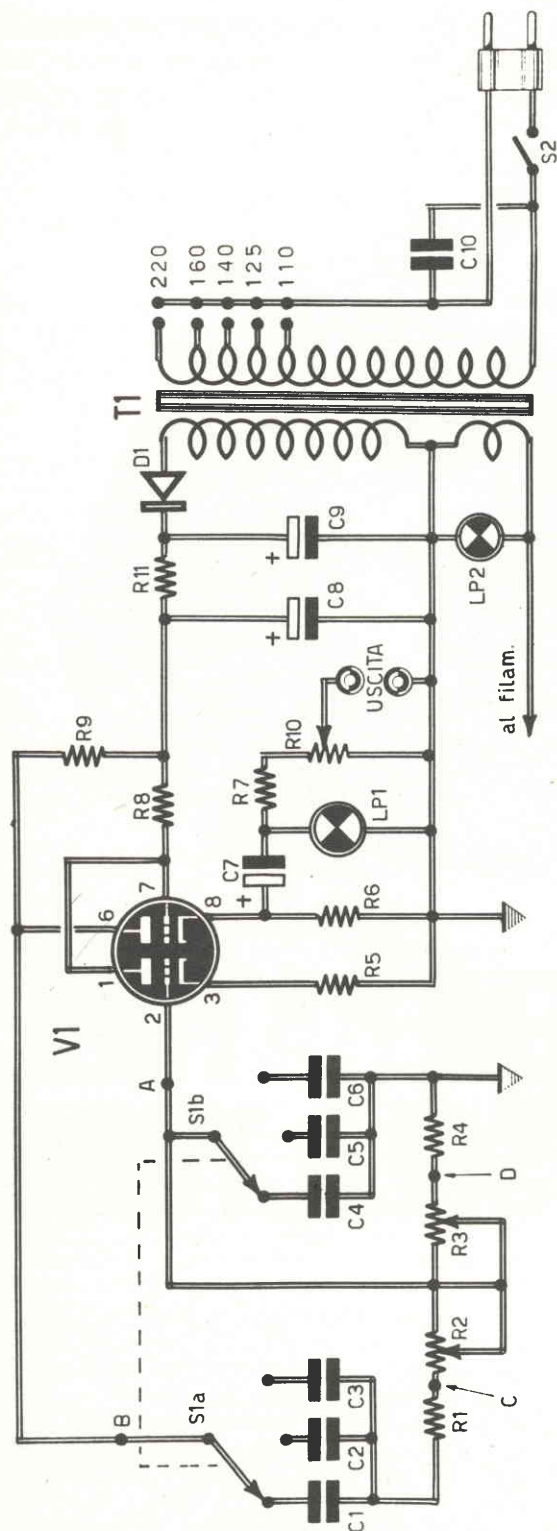 V1
T1
B
S1a
C1
C2
C3
R1
C
R2
A
S1b
C4
C5
C6
R3
D
R4
1
6
2
7
3
8
R5
R6
C7
+
LP1
R7
R10
USCITA
R8
R9
R11
D1
C8
+
C9
+
LP2
al filam.
220
160
140
125
110
C10
S2